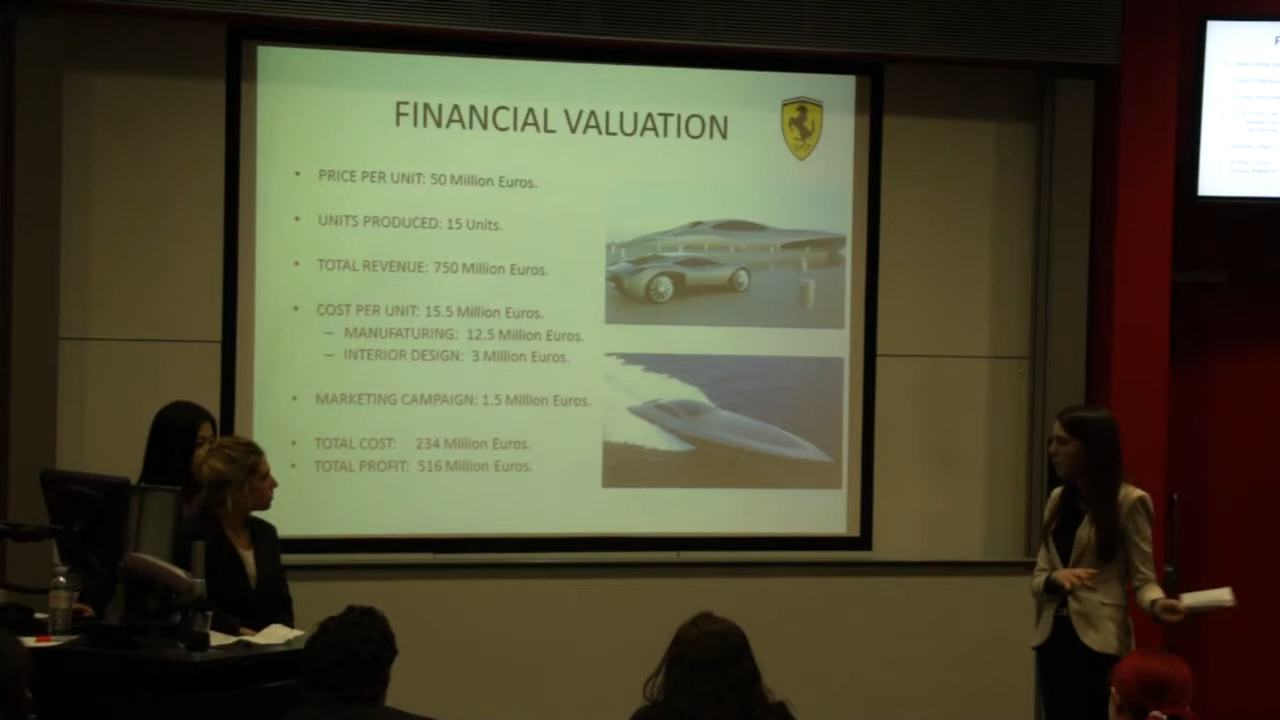 FINANCIAL VALUATION
• PRICE PER UNIT: 50 Million Euros.
• UNITS PRODUCED: 15 Units.
• TOTAL REVENUE: 750 Million Euros.
• COST PER UNIT: 15.5 Million Euros.
– MANUFATURING: 12.5 Million Euros.
– INTERIOR DESIGN: 3 Million Euros.
• MARKETING CAMPAIGN: 1.5 Million Euros.
• TOTAL COST: 234 Million Euros.
• TOTAL PROFIT: 516 Million Euros.